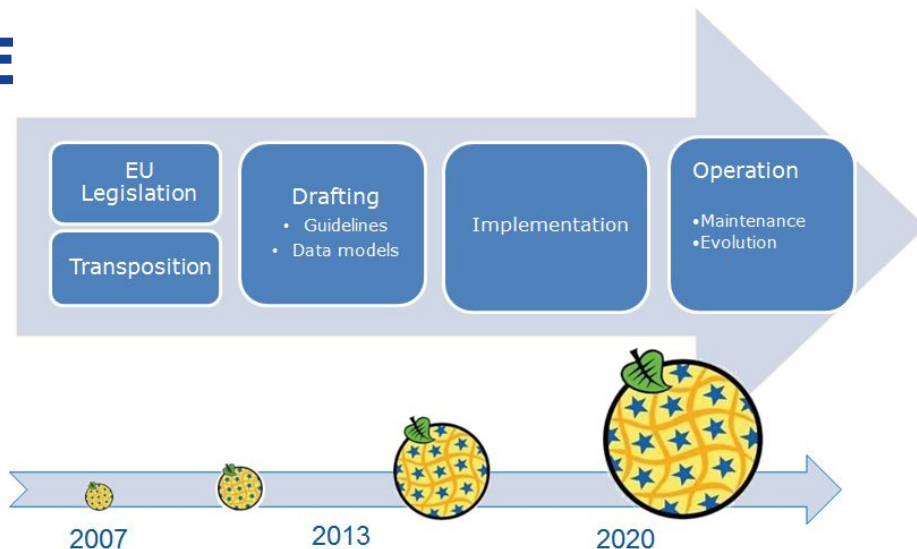 E
EU
Legislation
Transposition
Drafting
• Guidelines
• Data models
Implementation
Operation
•Maintenance
•Evolution
2007
2013
2020